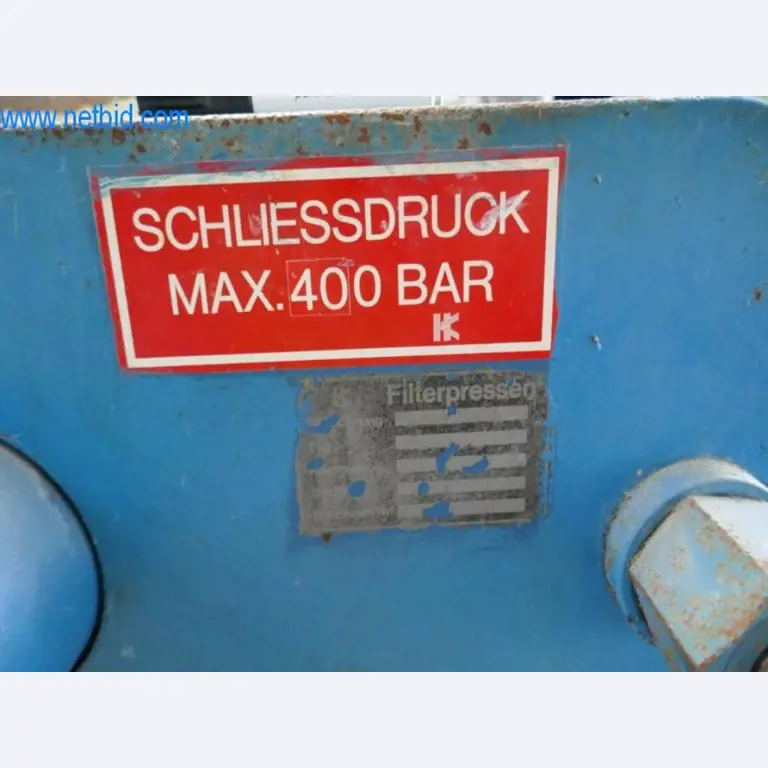 www.netbid.com
SCHLIESSDRUCK
MAX. 400 BAR
Filterpressen